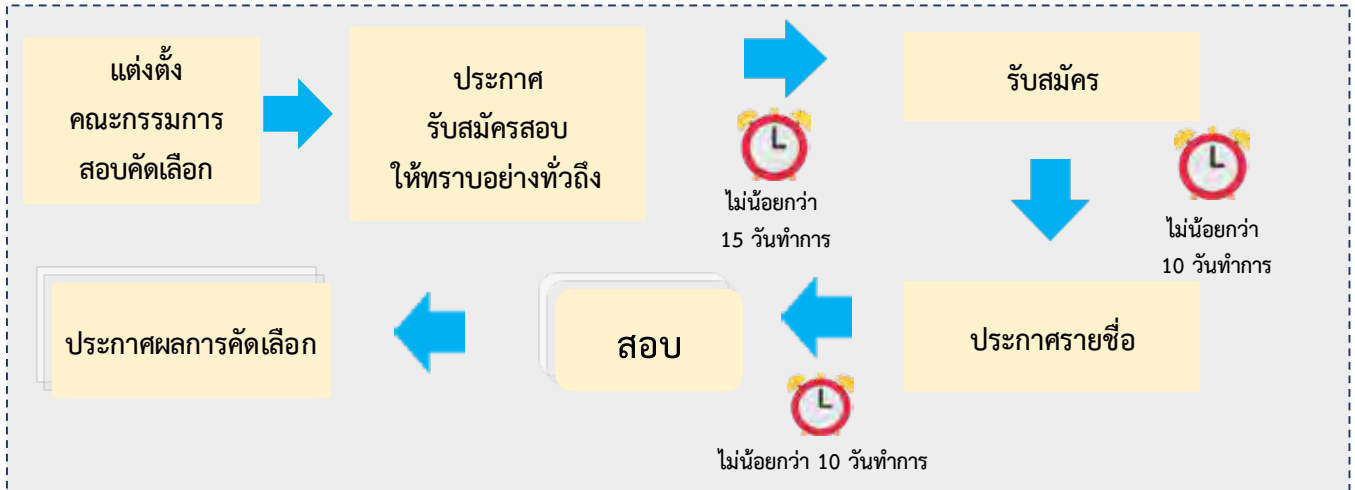 แต่งตั้ง
คณะกรรมการ
สอบคัดเลือก
ประกาศ
รับสมัครสอบ
ให้ทราบอย่างทั่วถึง
ไม่น้อยกว่า
15 วันทำการ
รับสมัคร
ไม่น้อยกว่า
10 วันทำการ
ประกาศรายชื่อ
ไม่น้อยกว่า 10 วันทำการ
สอบ
ประกาศผลการคัดเลือก